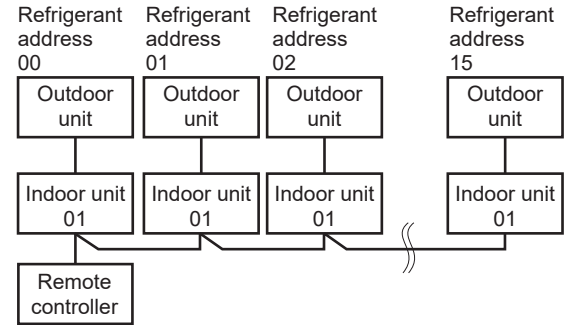 Refrigerant
address
00
Refrigerant
address
01
Refrigerant
address
02
Refrigerant
address
15
Outdoor
unit
Outdoor
unit
Outdoor
unit
Outdoor
unit
Indoor unit
01
Indoor unit
01
Indoor unit
01
Indoor unit
01
Remote
controller